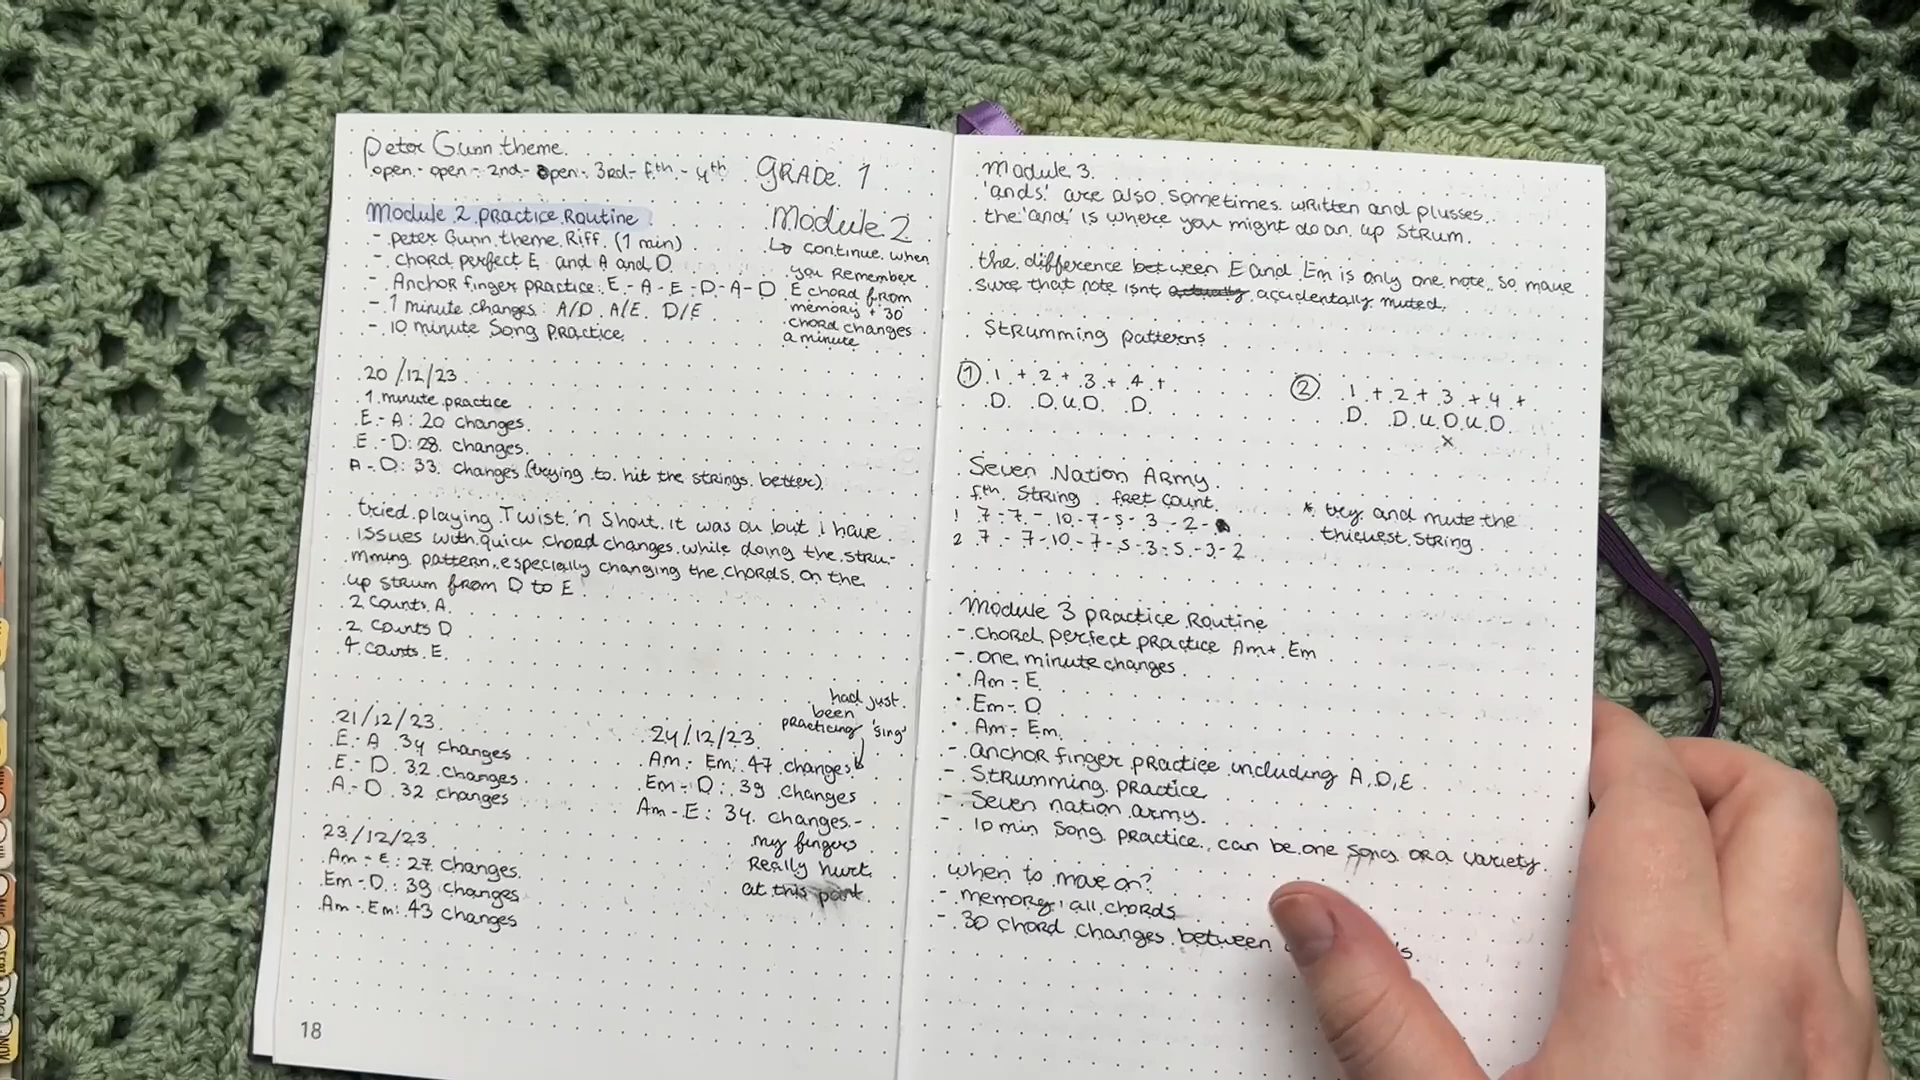 Peter Gunn theme.
open - open - 2nd - open - 3rd - fth - 4th
GRADE 1
Module 2 practice Routine
- peter Gunn theme Riff (1 min)
- chord perfect E and A and D
- Anchor finger practice: E - A - E - D - A - D
- 1 minute changes: A/D A/E D/E
- 10 minute Song Practice
Module 2
↳ continue when
you Remember
E chord from
memory + 30
chord changes
a minute
20/12/23
1 minute practice
E - A: 20 changes
E - D: 28 changes
A - D: 33 changes (trying to hit the strings better)
tried playing Twist 'n Shout. it was ok but i have
issues with quick chord changes while doing the stru-
mming pattern, especially changing the chords on the
up strum from D to E
2 counts A
2 counts D
4 counts E
21/12/23
E - A 34 changes
E - D 32 changes
A - D 32 changes
23/12/23
Am - E: 27 changes
Em - D: 39 changes
Am - Em: 43 changes
had just
been
practicing 'sing'
24/12/23
Am - Em: 47 changes
Em - D: 39 changes
Am - E: 34 changes -
my fingers
Really hurt
at this point
18
Module 3
'ands' are also sometimes written and plusses.
the 'and' is where you might do an up strum.
the difference between E and Em is only one note. so make
sure that note isnt actually accidentally muted.
Strumming patterns
① 1 + 2 + 3 + 4 +
D D U D D
② 1 + 2 + 3 + 4 +
D D U D U D
x
Seven Nation Army
fth string fret count
1 7 - 7 - 10 - 7 - 5 - 3 - 2 -
2 7 - 7 - 10 - 7 - 5 - 3 - 5 - 3 - 2
* try and mute the
thickest string
Module 3 practice Routine
- chord perfect practice Am + Em
- one minute changes
• Am - E
• Em - D
• Am - Em
- anchor finger practice including A, D, E
- Strumming practice
- Seven nation army
- 10 min song practice, can be one song or a variety
when to move on?
- memory all chords
- 30 chord changes between
NOV